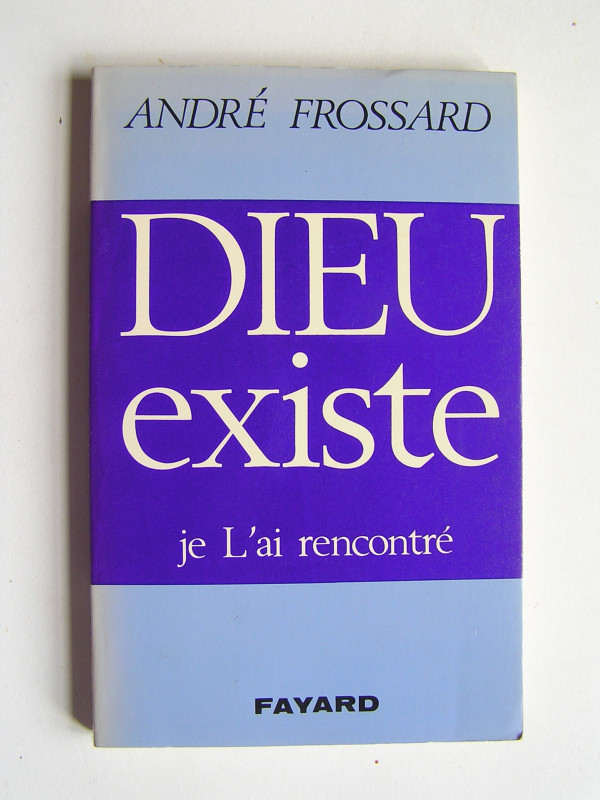 ANDRÉ FROSSARD
DIEU
existe
je L'ai rencontré
FAYARD